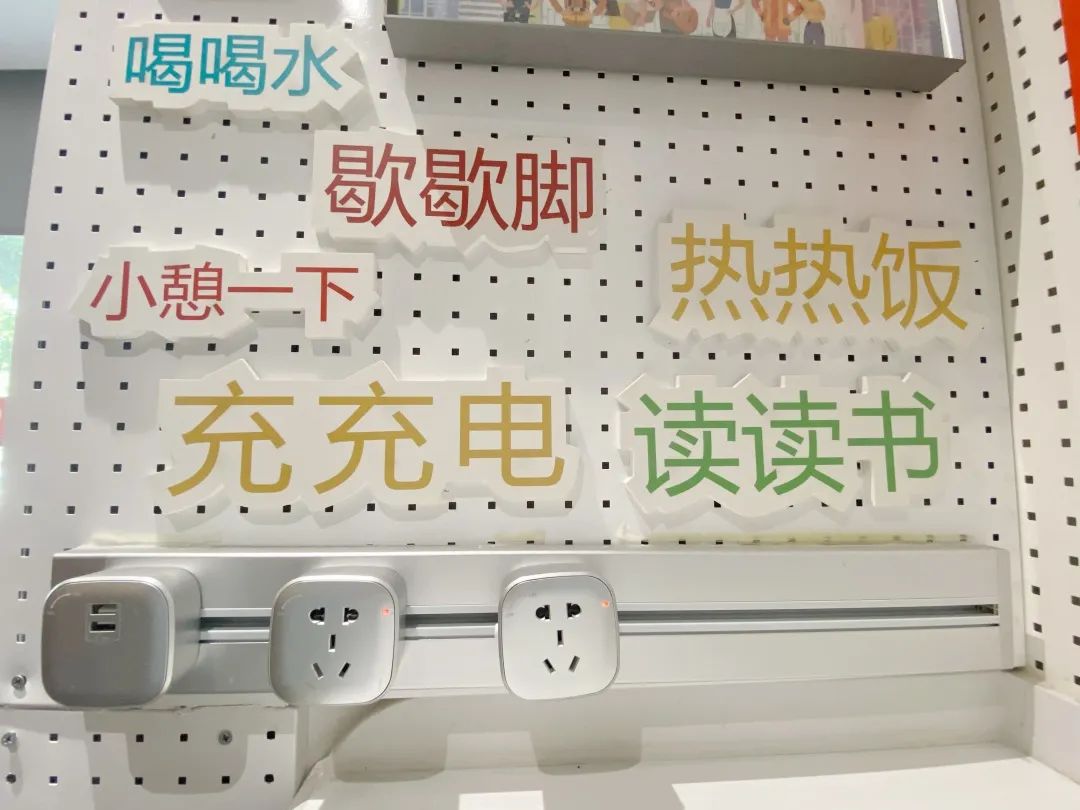 喝喝水
歇歇脚
热热饭
小憩一下
充充电
读读书